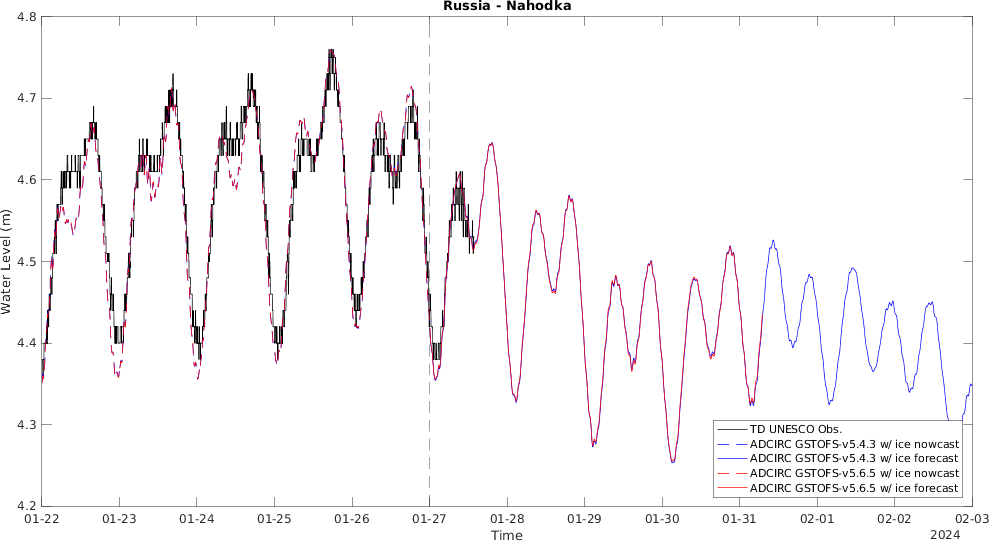 Russia - Nahodka
Water Level (m)
4.8
4.7
4.6
4.5
4.4
4.3
4.2
TD UNESCO Obs.
ADCIRC GSTOFS-v5.4.3 w/ ice nowcast
ADCIRC GSTOFS-v5.4.3 w/ ice forecast
ADCIRC GSTOFS-v5.6.5 w/ ice nowcast
ADCIRC GSTOFS-v5.6.5 w/ ice forecast
01-22 01-23 01-24 01-25 01-26 01-27 01-28 01-29 01-30 01-31 02-01 02-02 02-03
Time
2024